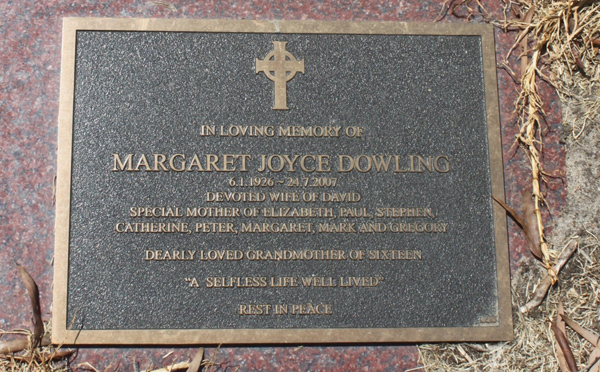 IN LOVING MEMORY OF
MARGARET JOYCE DOWLING
6.1.1926 ~ 24.7.2007
DEVOTED WIFE OF DAVID
SPECIAL MOTHER OF ELIZABETH, PAUL, STEPHEN,
CATHERINE, PETER, MARGARET, MARK AND GREGORY
DEARLY LOVED GRANDMOTHER OF SIXTEEN
"A SELFLESS LIFE WELL LIVED"
REST IN PEACE